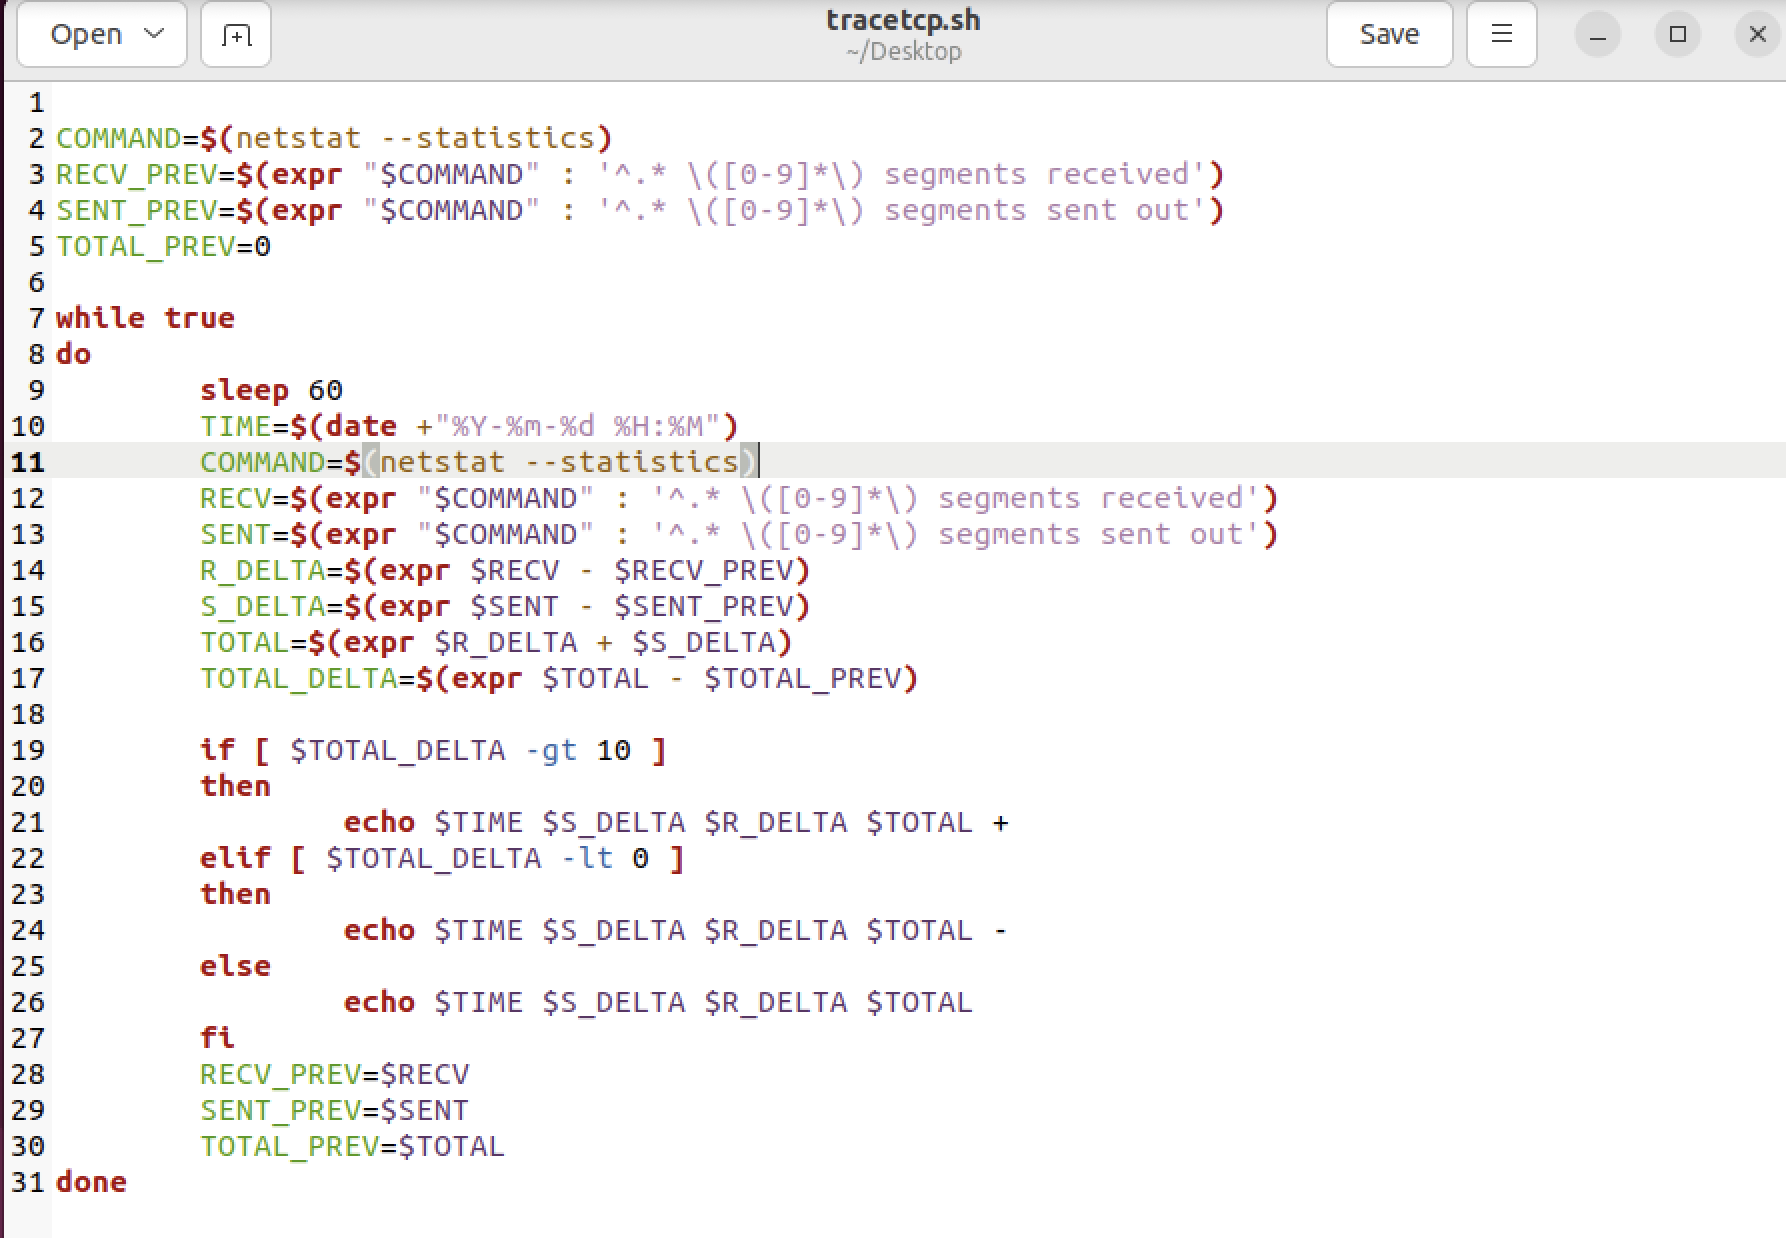 Open
tracetcp.sh
~/Desktop
Save
1
2 COMMAND=$(netstat --statistics)
3 RECV_PREV=$(expr "$COMMAND" : '^.* \([0-9]*\) segments received')
4 SENT_PREV=$(expr "$COMMAND" : '^.* \([0-9]*\) segments sent out')
5 TOTAL_PREV=0
6
7 while true
8 do
9         sleep 60
10         TIME=$(date +"%Y-%m-%d %H:%M")
11         COMMAND=$(netstat --statistics)
12         RECV=$(expr "$COMMAND" : '^.* \([0-9]*\) segments received')
13         SENT=$(expr "$COMMAND" : '^.* \([0-9]*\) segments sent out')
14         R_DELTA=$(expr $RECV - $RECV_PREV)
15         S_DELTA=$(expr $SENT - $SENT_PREV)
16         TOTAL=$(expr $R_DELTA + $S_DELTA)
17         TOTAL_DELTA=$(expr $TOTAL - $TOTAL_PREV)
18
19         if [ $TOTAL_DELTA -gt 10 ]
20         then
21                 echo $TIME $S_DELTA $R_DELTA $TOTAL +
22         elif [ $TOTAL_DELTA -lt 0 ]
23         then
24                 echo $TIME $S_DELTA $R_DELTA $TOTAL -
25         else
26                 echo $TIME $S_DELTA $R_DELTA $TOTAL
27         fi
28         RECV_PREV=$RECV
29         SENT_PREV=$SENT
30         TOTAL_PREV=$TOTAL
31 done